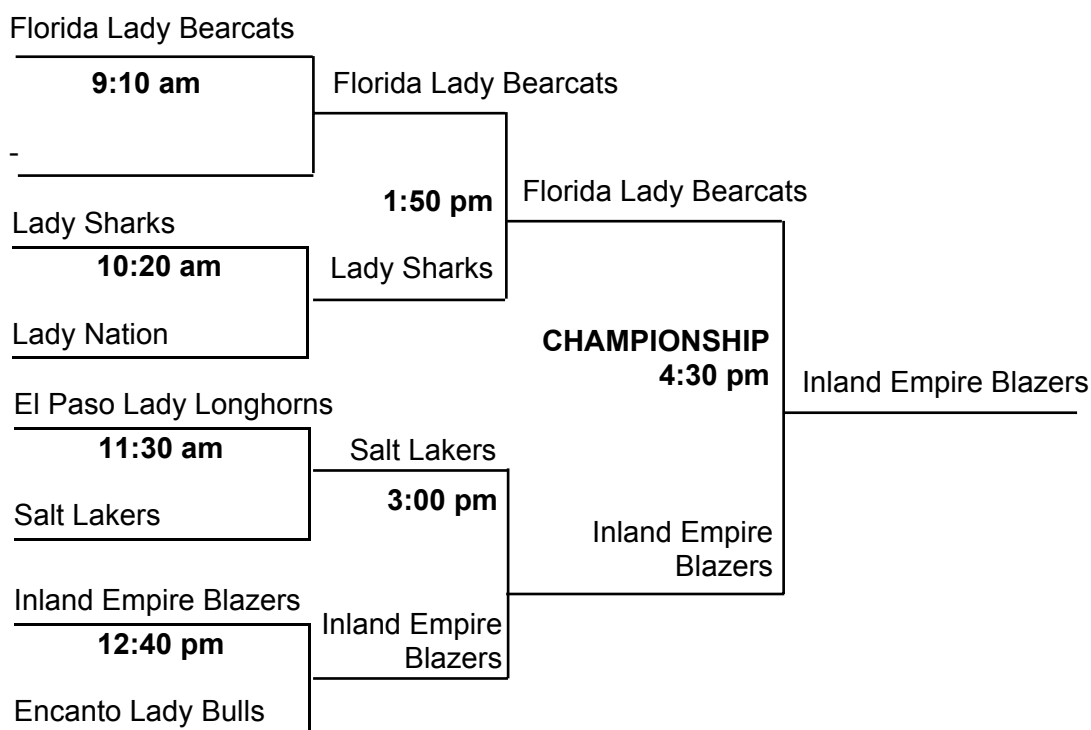 Florida Lady Bearcats
9:10 am
Florida Lady Bearcats
-
1:50 pm
Florida Lady Bearcats
Lady Sharks
10:20 am
Lady Sharks
Lady Nation
CHAMPIONSHIP
4:30 pm
Inland Empire Blazers
El Paso Lady Longhorns
11:30 am
Salt Lakers
3:00 pm
Salt Lakers
Inland Empire
Blazers
Inland Empire Blazers
12:40 pm
Inland Empire
Blazers
Encanto Lady Bulls